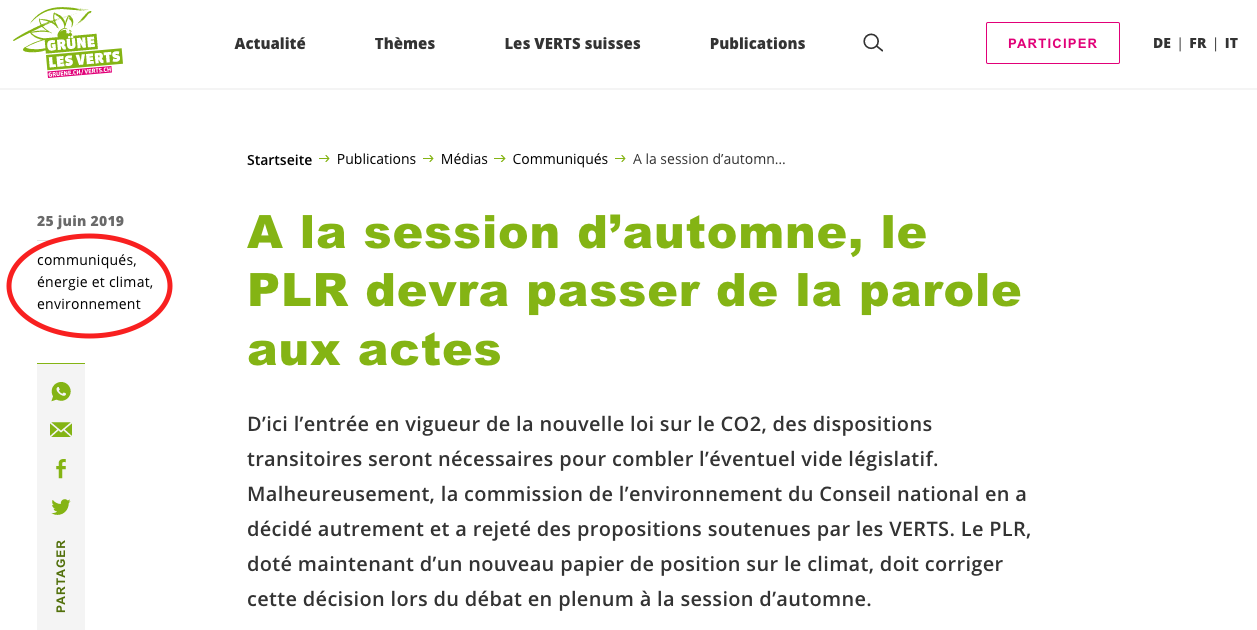 GRÜNE
LES VERTS
GRUENE.CH/VERTS.CH
Actualité
Thèmes
Les VERTS suisses
Publications
PARTICIPER
DE | FR | IT
Startseite → Publications → Médias → Communiqués → A la session d’automn...
25 juin 2019
communiqués,
énergie et climat,
environnement
PARTAGER
A la session d’automne, le
PLR devra passer de la parole
aux actes
D’ici l’entrée en vigueur de la nouvelle loi sur le CO2, des dispositions
transitoires seront nécessaires pour combler l’éventuel vide législatif.
Malheureusement, la commission de l’environnement du Conseil national en a
décidé autrement et a rejeté des propositions soutenues par les VERTS. Le PLR,
doté maintenant d’un nouveau papier de position sur le climat, doit corriger
cette décision lors du débat en plenum à la session d’automne.